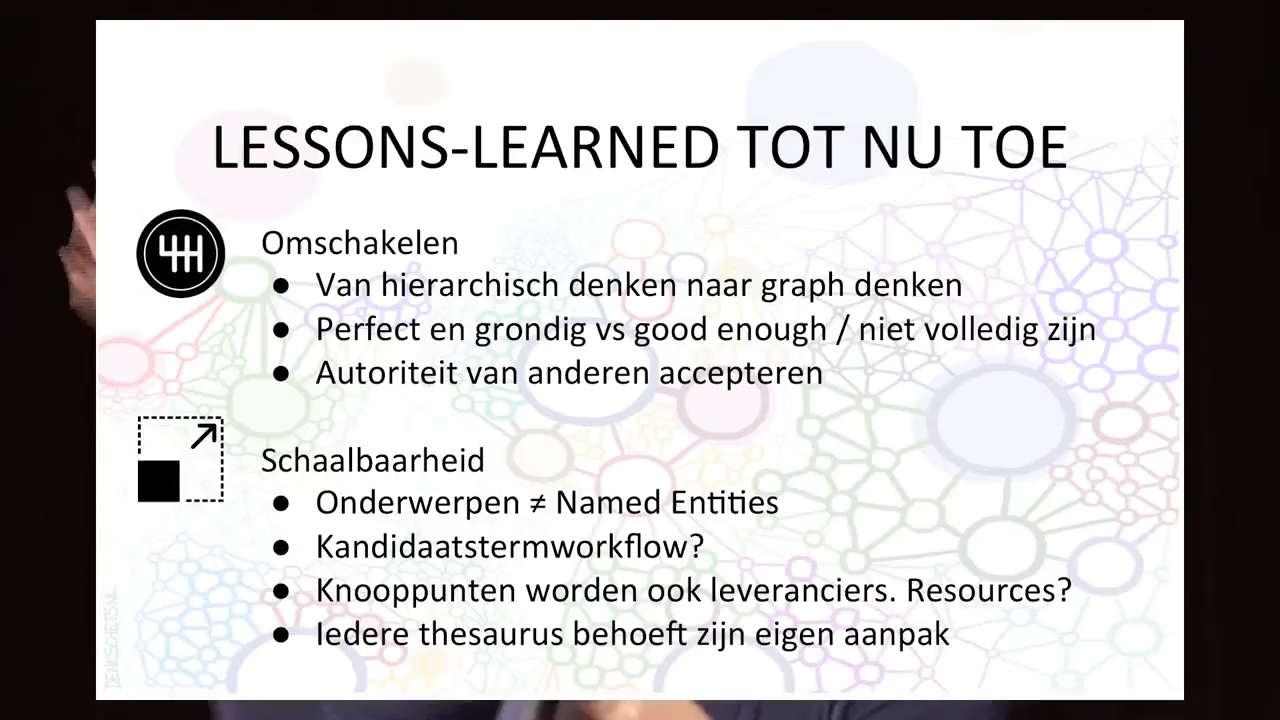 LESSONS-LEARNED TOT NU TOE
Omschakelen
● Van hierarchisch denken naar graph denken
● Perfect en grondig vs good enough / niet volledig zijn
● Autoriteit van anderen accepteren
Schaalbaarheid
● Onderwerpen ≠ Named Entities
● Kandidaatstermworkflow?
● Knooppunten worden ook leveranciers. Resources?
● Iedere thesaurus behoeft zijn eigen aanpak
DENKSCHETS.NL